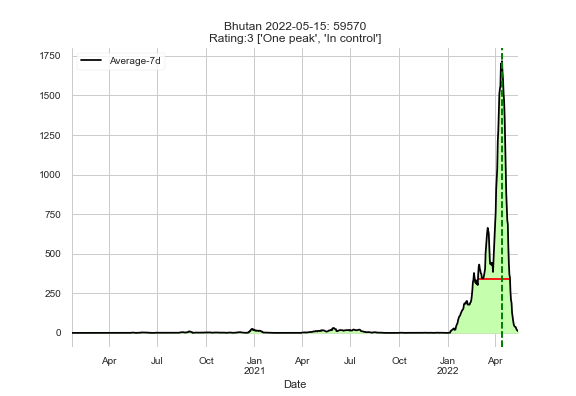 Bhutan 2022-05-15: 59570
Rating:3 ['One peak', 'In control']
Average-7d
1750
1500
1250
1000
750
500
250
0
Apr
Jul
Oct
Jan
2021
Apr
Jul
Oct
Jan
2022
Apr
Date